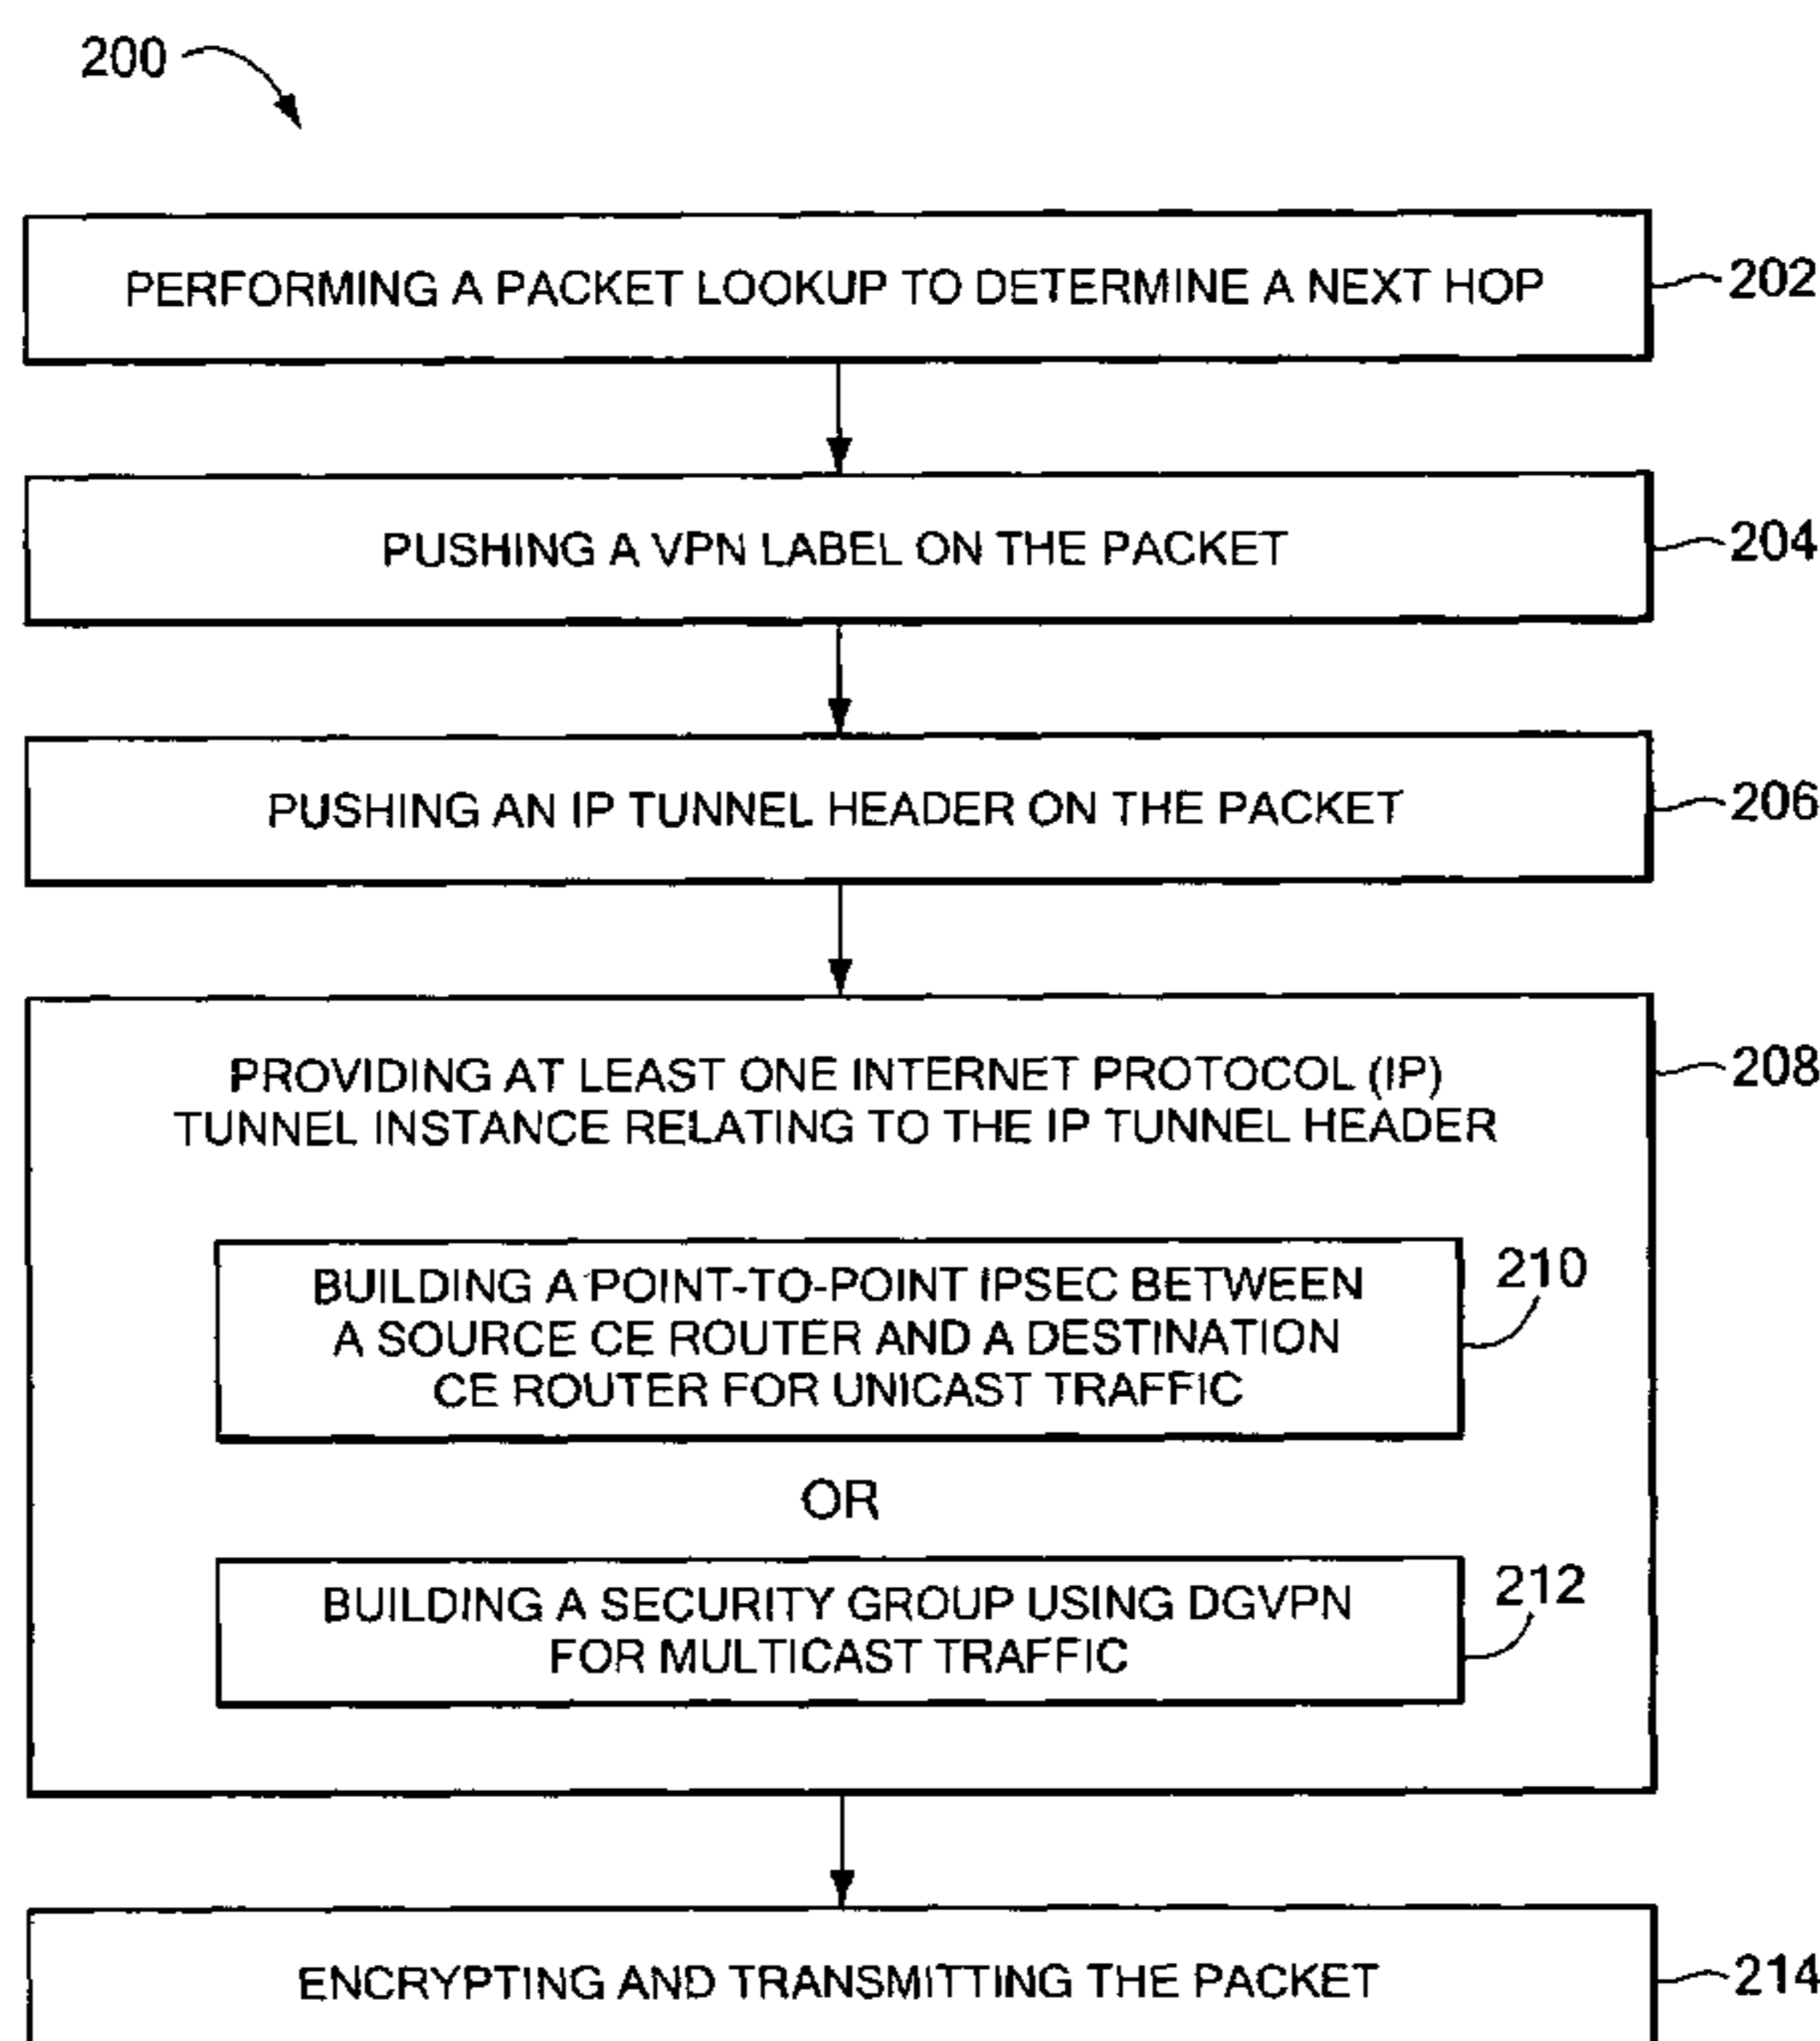 200
PERFORMING A PACKET LOOKUP TO DETERMINE A NEXT HOP
202
PUSHING A VPN LABEL ON THE PACKET
204
PUSHING AN IP TUNNEL HEADER ON THE PACKET
206
PROVIDING AT LEAST ONE INTERNET PROTOCOL (IP)
TUNNEL INSTANCE RELATING TO THE IP TUNNEL HEADER
208
BUILDING A POINT-TO-POINT IPSEC BETWEEN
A SOURCE CE ROUTER AND A DESTINATION
CE ROUTER FOR UNICAST TRAFFIC
210
OR
BUILDING A SECURITY GROUP USING DGVPN
FOR MULTICAST TRAFFIC
212
ENCRYPTING AND TRANSMITTING THE PACKET
214